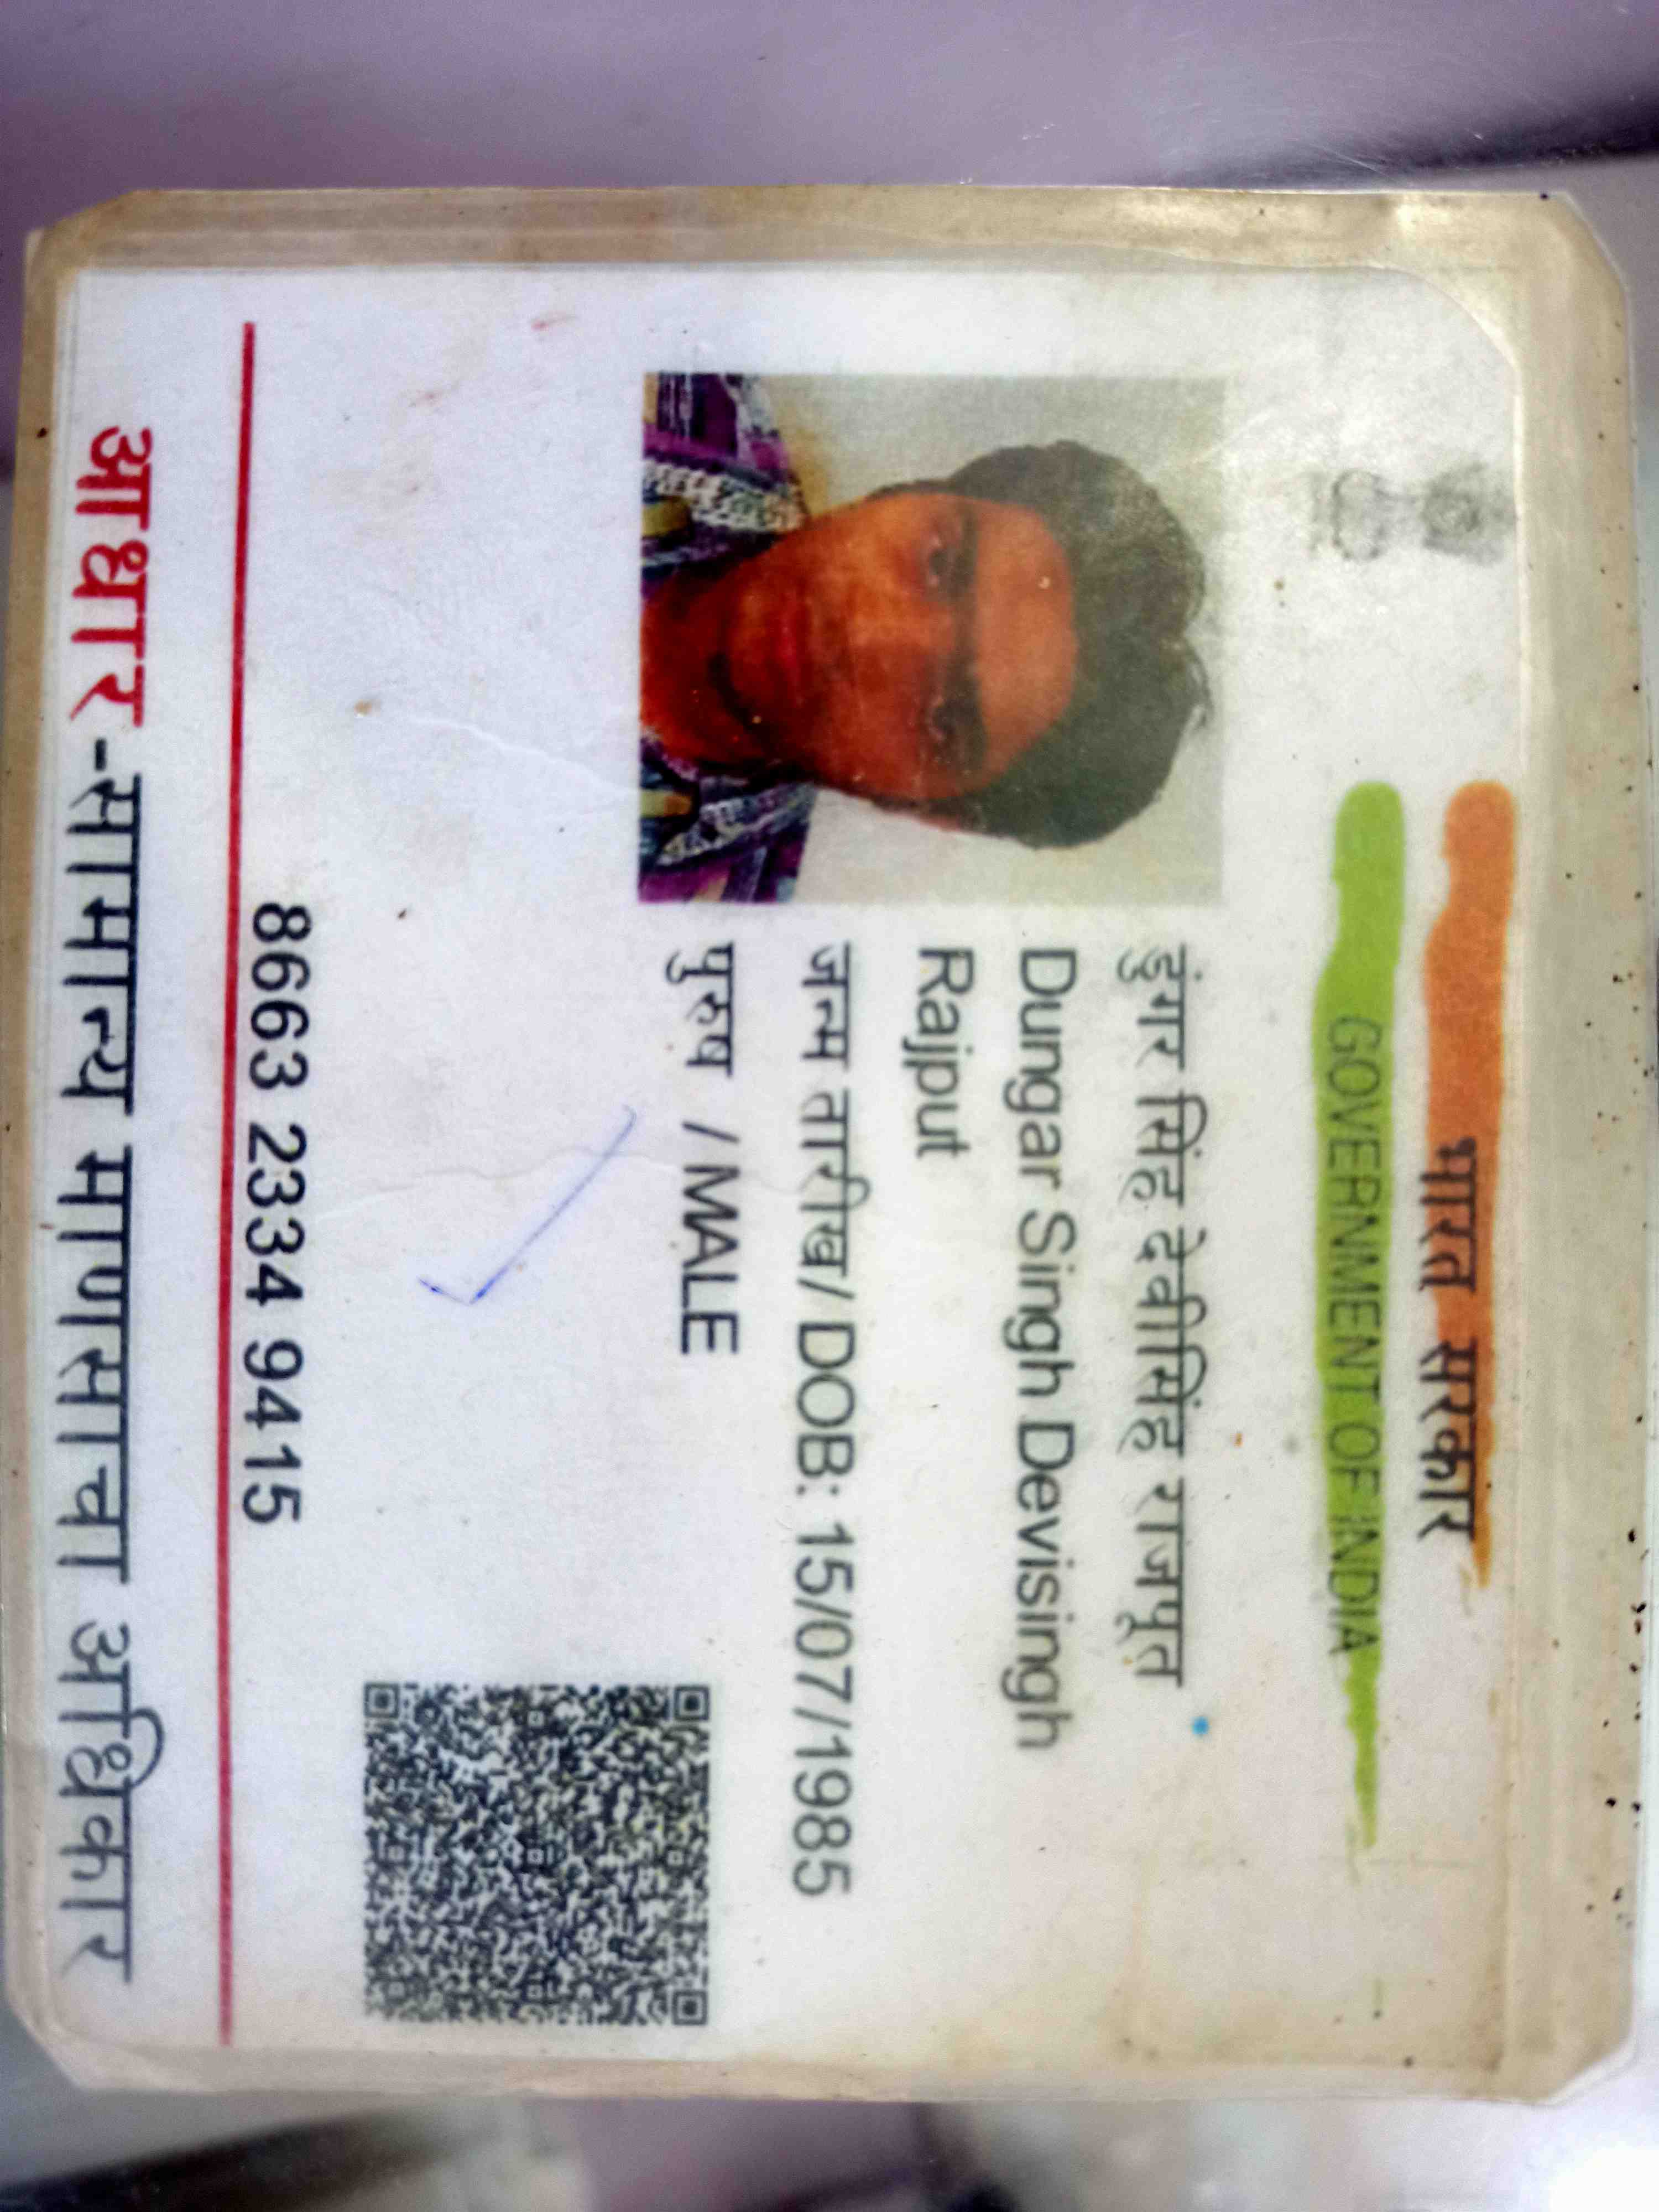 भारत सरकार
GOVERNMENT OF INDIA
डुंगर सिंह देवीसिंह राजपूत
Dungar Singh Devisingh
Rajput
जन्म तारीख/ DOB: 15/07/1985
पुरुष / MALE
8663 2334 9415
आधार-सामान्य माणसाचा अधिकार